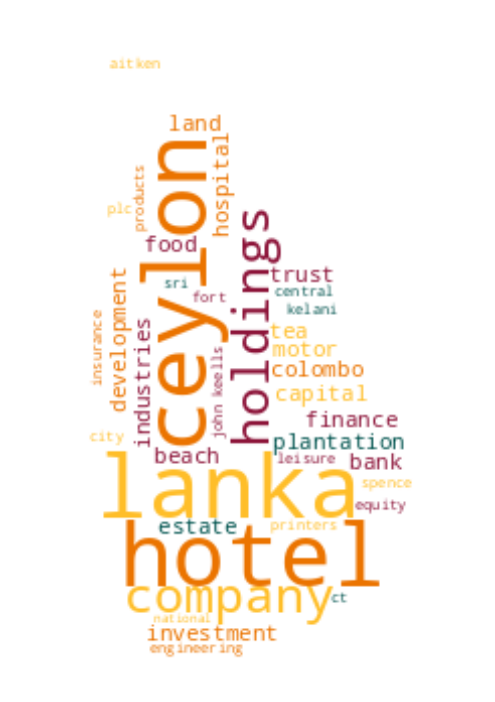 aitken
land
ceylon
hospital
products
plc
holdings
food
trust
sri
central
fort
kelani
development
insurance
industries
tea
john keells
motor
colombo
capital
finance
city
plantation
beach
leisure
bank
lanka
spence
equity
estate
printers
hotel
company
ct
national
investment
engineering